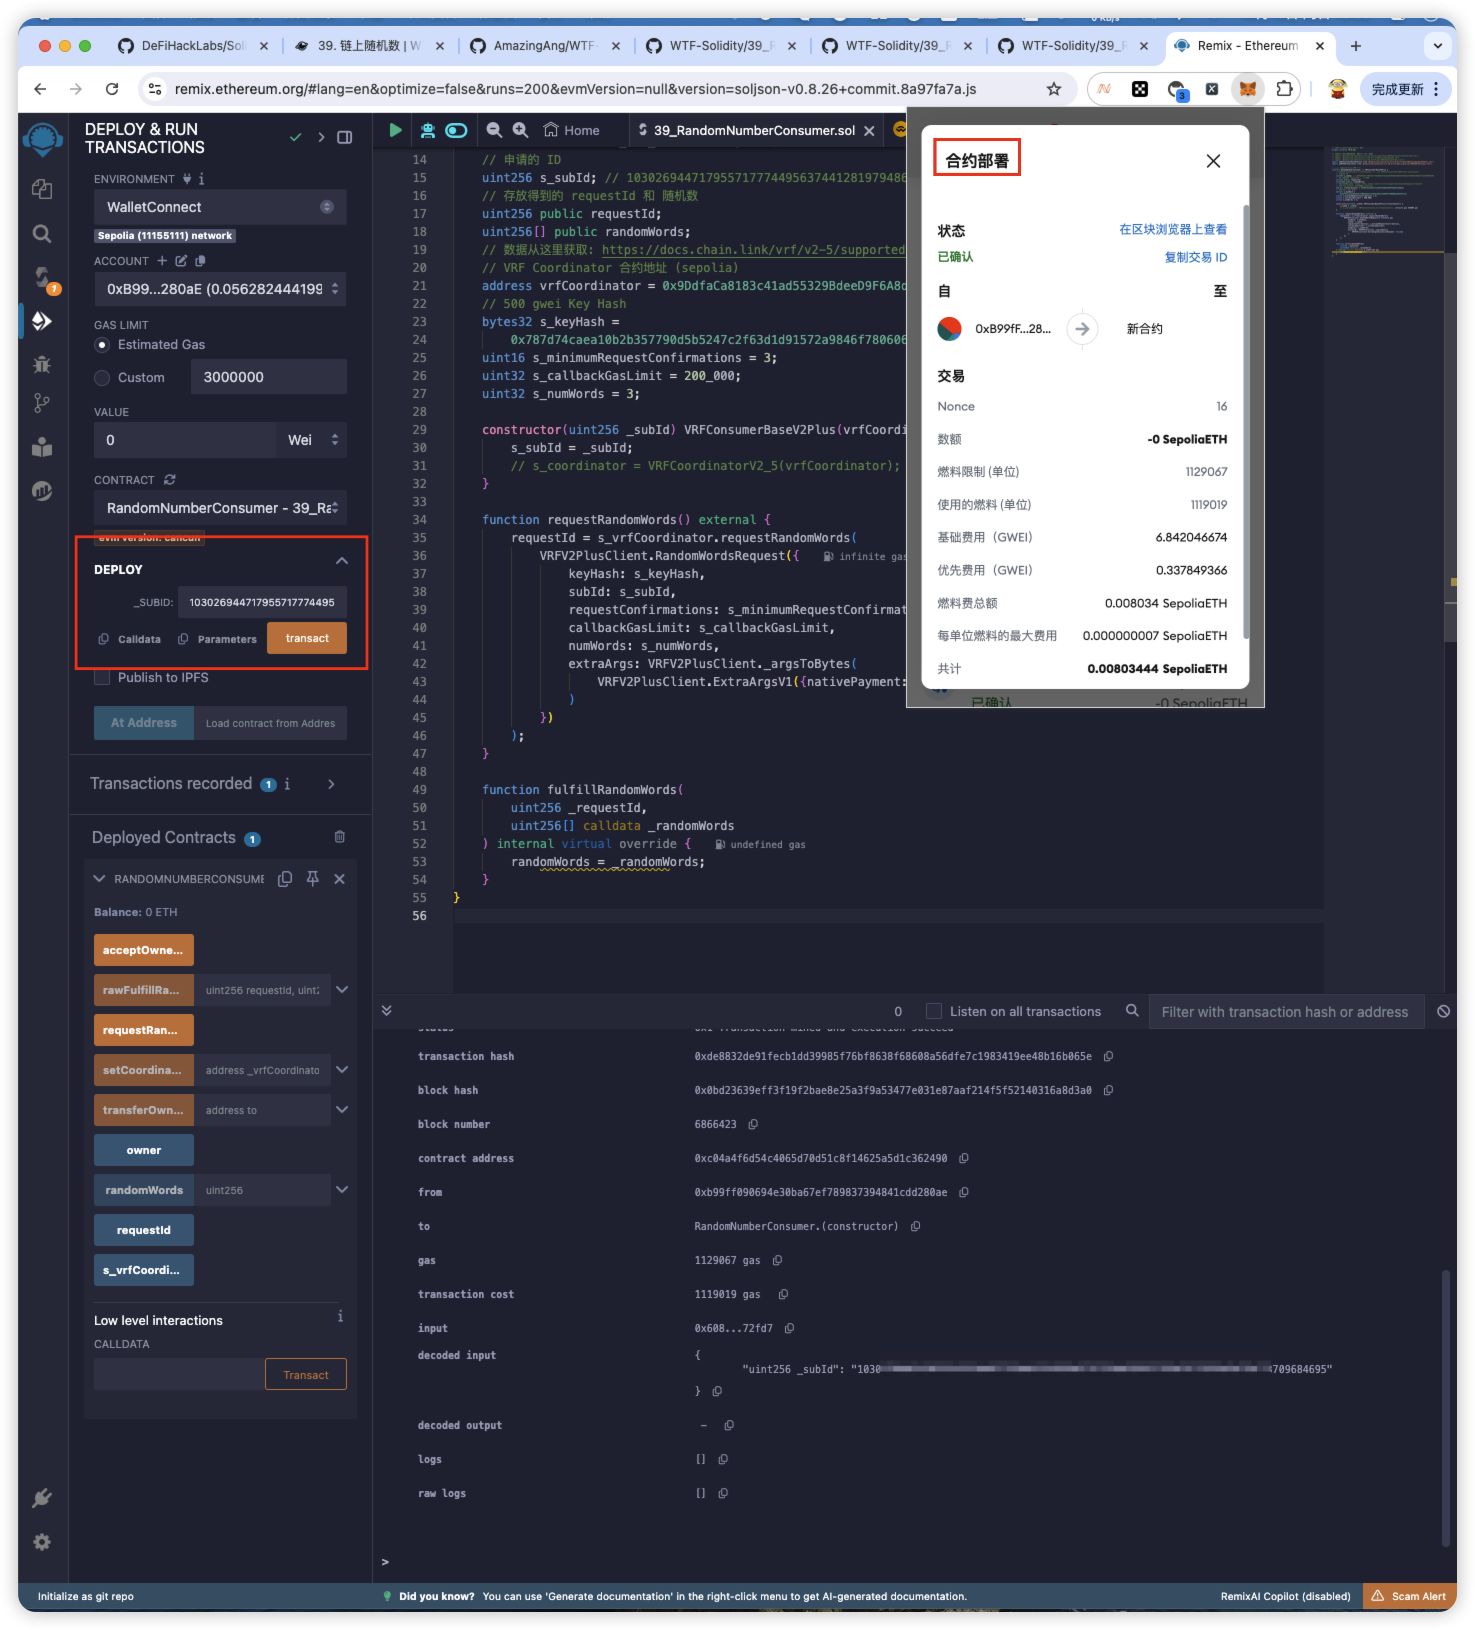 DeFiHackLabs/Soli
39. 链上随机数 | W
AmazingAng/WTF-
WTF-Solidity/39_F
WTF-Solidity/39_F
WTF-Solidity/39_F
Remix - Ethereum
remix.ethereum.org/#lang=en&optimize=false&runs=200&evmVersion=null&version=soljson-v0.8.26+commit.8a97fa7a.js
3
完成更新
DEPLOY & RUN
TRANSACTIONS
ENVIRONMENT
WalletConnect
Sepolia (11155111) network
ACCOUNT
0xB99...280aE (0.056282444199
GAS LIMIT
Estimated Gas
Custom
3000000
VALUE
0
Wei
CONTRACT
RandomNumberConsumer - 39_Ra
evm version: cancun
DEPLOY
_SUBID:
103026944717955717774495
Calldata
Parameters
transact
Publish to IPFS
At Address
Load contract from Addres
Transactions recorded 1 i
Deployed Contracts 1
RANDOMNUMBERCONSUME
Balance: 0 ETH
acceptOwne...
rawFulfillRa...
uint256 requestId, uint2
requestRan...
setCoordina...
address _vrfCoordinato
transferOwn...
address to
owner
randomWords
uint256
requestId
s_vrfCoordi...
Low level interactions
i
CALLDATA
Transact
1
Home
39_RandomNumberConsumer.sol
14 // 申请的 ID
15 uint256 s_subId; // 10302694471795571777449563744128197948
16 // 存放得到的 requestId 和 随机数
17 uint256 public requestId;
18 uint256[] public randomWords;
19 // 数据从这里获取: https://docs.chain.link/vrf/v2-5/supported
20 // VRF Coordinator 合约地址 (sepolia)
21 address vrfCoordinator = 0x9DdfaCa8183c41ad55329BdeeD9F6A8d
22 // 500 gwei Key Hash
23 bytes32 s_keyHash =
24 0x787d74caea10b2b357790d5b5247c2f63d1d91572a9846f780606
25 uint16 s_minimumRequestConfirmations = 3;
26 uint32 s_callbackGasLimit = 200_000;
27 uint32 s_numWords = 3;
28
29 constructor(uint256 _subId) VRFConsumerBaseV2Plus(vrfCoordi
30 s_subId = _subId;
31 // s_coordinator = VRFCoordinatorV2_5(vrfCoordinator);
32 }
33
34 function requestRandomWords() external {
35 requestId = s_vrfCoordinator.requestRandomWords(
36 VRFV2PlusClient.RandomWordsRequest({ infinite gas
37 keyHash: s_keyHash,
38 subId: s_subId,
39 requestConfirmations: s_minimumRequestConfirmat
40 callbackGasLimit: s_callbackGasLimit,
41 numWords: s_numWords,
42 extraArgs: VRFV2PlusClient._argsToBytes(
43 VRFV2PlusClient.ExtraArgsV1({nativePayment:
44 )
45 })
46 );
47 }
48
49 function fulfillRandomWords(
50 uint256 _requestId,
51 uint256[] calldata _randomWords
52 ) internal virtual override { undefined gas
53 randomWords = _randomWords;
54 }
55 }
56
合约部署
状态
在区块浏览器上查看
已确认
复制交易 ID
自
至
0xB99fF...28...
新合约
交易
Nonce
16
数额
-0 SepoliaETH
燃料限制 (单位)
1129067
使用的燃料 (单位)
1119019
基础费用（GWEI）
6.842046674
优先费用（GWEI）
0.337849366
燃料费总额
0.008034 SepoliaETH
每单位燃料的最大费用
0.000000007 SepoliaETH
共计
0.00803444 SepoliaETH
已确认
-0 SepoliaETH
0
Listen on all transactions
Filter with transaction hash or address
status 0x1 Transaction mined and execution succeed
transaction hash 0xde8832de91fecb1dd39985f76bf8638f68608a56dfe7c1983419ee48b16b065e
block hash 0x0bd23639eff3f19f2bae8e25a3f9a53477e031e87aaf214f5f52140316a8d3a0
block number 6866423
contract address 0xc04a4f6d54c4065d70d51c8f14625a5d1c362490
from 0xb99ff090694e30ba67ef789837394841cdd280ae
to RandomNumberConsumer.(constructor)
gas 1129067 gas
transaction cost 1119019 gas
input 0x608...72fd7
decoded input {
"uint256 _subId": "1030
709684695"
}
decoded output -
logs []
raw logs []
>
Initialize as git repo
Did you know? You can use 'Generate documentation' in the right-click menu to get AI-generated documentation.
RemixAI Copilot (disabled)
Scam Alert